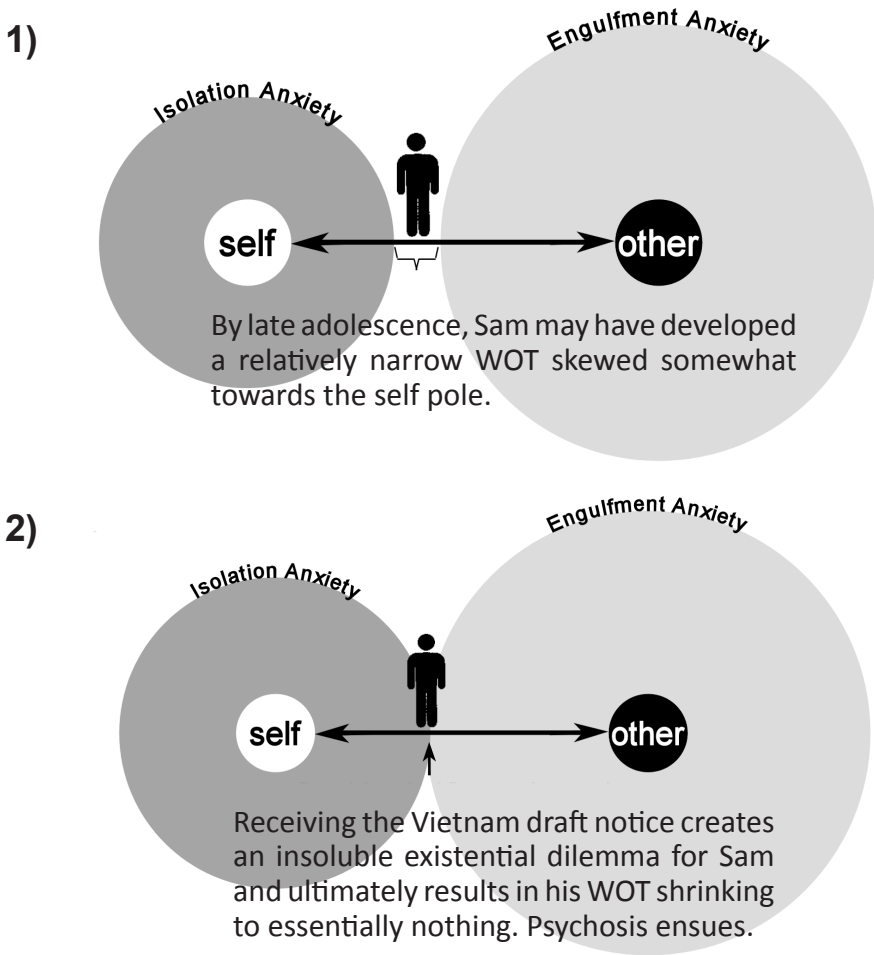 1)
Engulfment Anxiety
Isolation Anxiety
self
other
By late adolescence, Sam may have developed
a relatively narrow WOT skewed somewhat
towards the self pole.
2)
Engulfment Anxiety
Isolation Anxiety
self
other
Receiving the Vietnam draft notice creates
an insoluble existential dilemma for Sam
and ultimately results in his WOT shrinking
to essentially nothing. Psychosis ensues.